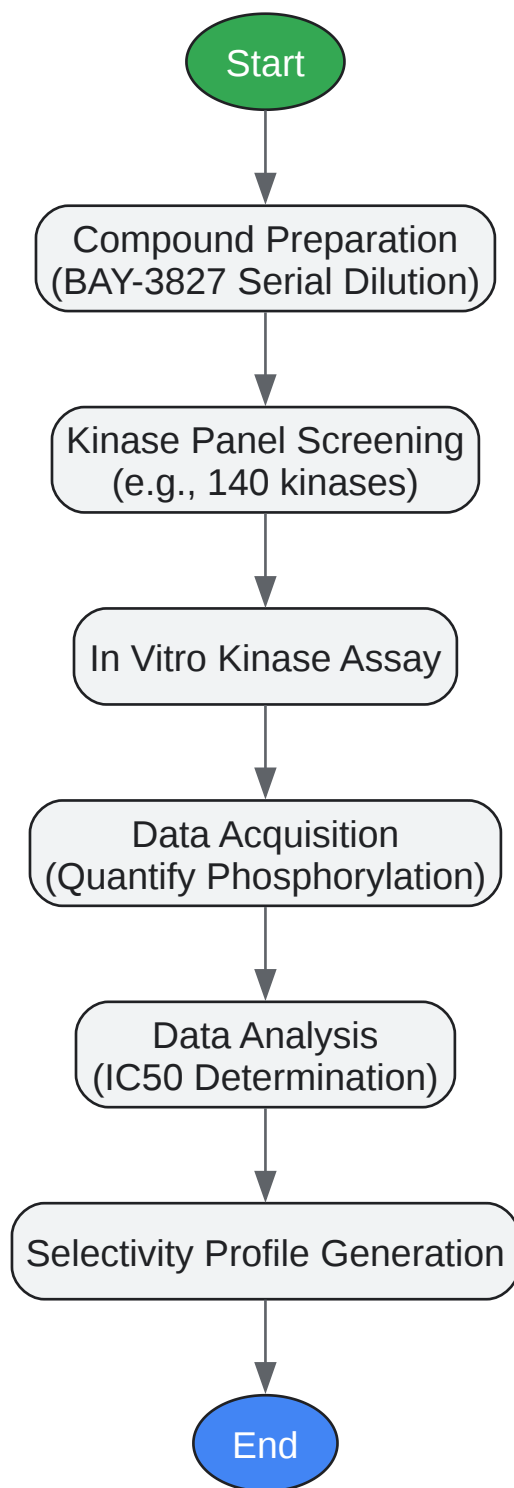 Start
Compound Preparation
(BAY-3827 Serial Dilution)
Kinase Panel Screening
(e.g., 140 kinases)
In Vitro Kinase Assay
Data Acquisition
(Quantify Phosphorylation)
Data Analysis
(IC50 Determination)
Selectivity Profile Generation
End